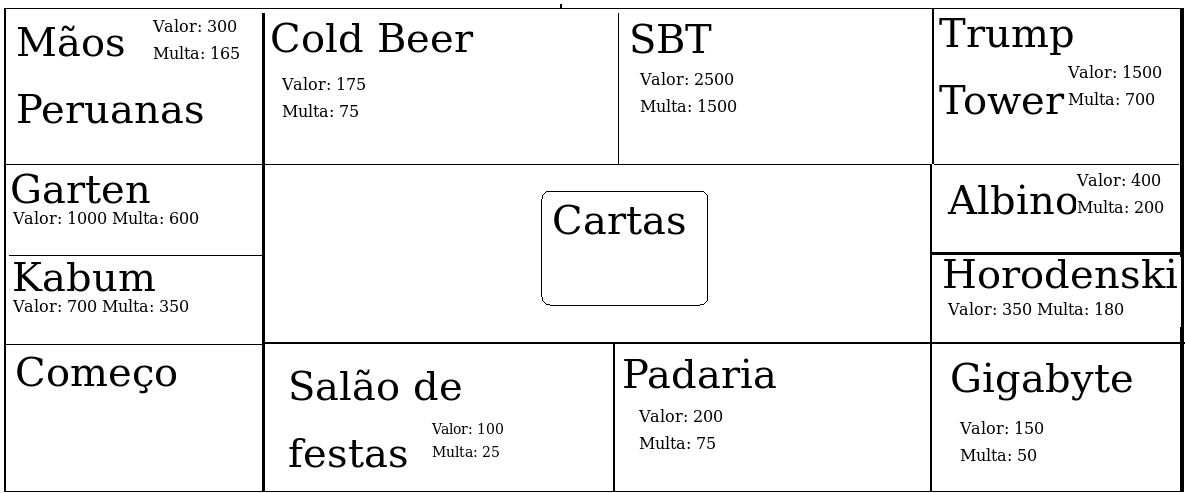 Mãos
Peruanas
Valor: 300
Multa: 165
Cold Beer
Valor: 175
Multa: 75
SBT
Valor: 2500
Multa: 1500
Trump
Tower
Valor: 1500
Multa: 700
Garten
Valor: 1000 Multa: 600
Cartas
Albino
Valor: 400
Multa: 200
Kabum
Valor: 700 Multa: 350
Horodenski
Valor: 350 Multa: 180
Começo
Salão de
festas
Valor: 100
Multa: 25
Padaria
Valor: 200
Multa: 75
Gigabyte
Valor: 150
Multa: 50